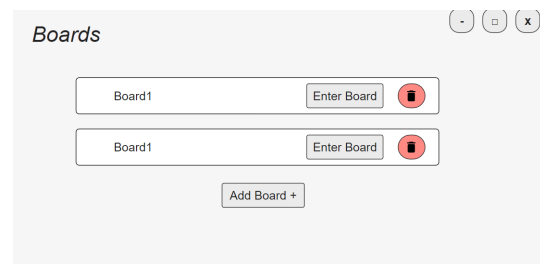 Boards
- □ x
Board1 Enter Board
Board1 Enter Board
Add Board +